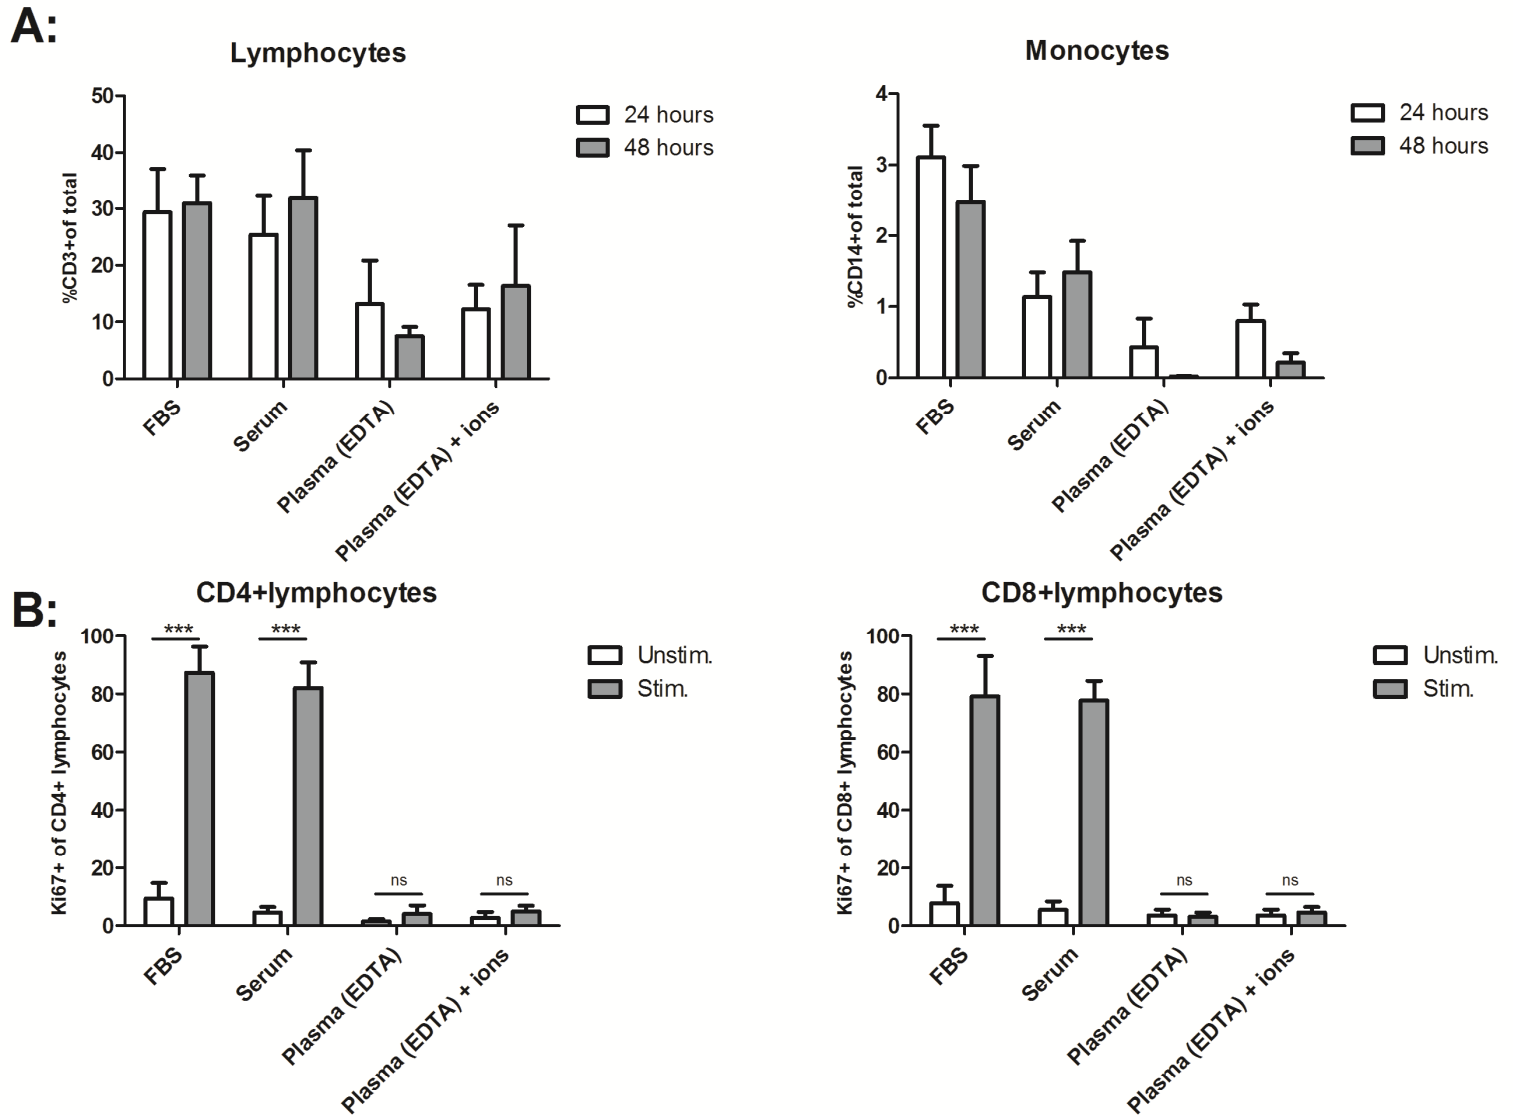 A:
Lymphocytes
%CD3+of total
50
40
30
20
10
0
24 hours
48 hours
FBS
Serum
Plasma (EDTA)
Plasma (EDTA) + ions
Monocytes
%CD14+of total
4
3
2
1
0
24 hours
48 hours
FBS
Serum
Plasma (EDTA)
Plasma (EDTA) + ions
B:
CD4+lymphocytes
Ki67+ of CD4+ lymphocytes
100
80
60
40
20
0
***
***
ns
ns
Unstim.
Stim.
FBS
Serum
Plasma (EDTA)
Plasma (EDTA) + ions
CD8+lymphocytes
Ki67+ of CD8+ lymphocytes
100
80
60
40
20
0
***
***
ns
ns
Unstim.
Stim.
FBS
Serum
Plasma (EDTA)
Plasma (EDTA) + ions